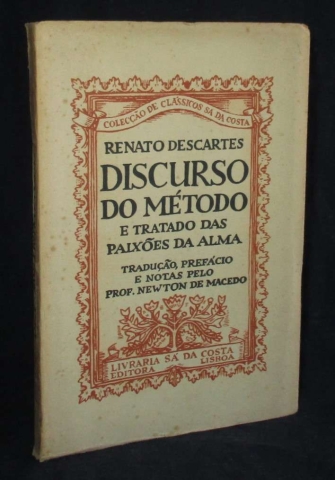 COLECÇÃO DE CLÁSSICOS SÁ DA COSTA
RENATO DESCARTES
DISCURSO
DO MÉTODO
E TRATADO DAS
PAIXÕES DA ALMA
TRADUÇÃO, PREFÁCIO
E NOTAS PELO
PROF. NEWTON DE MACEDO
LIVRARIA SÁ DA COSTA
EDITORA LISBOA